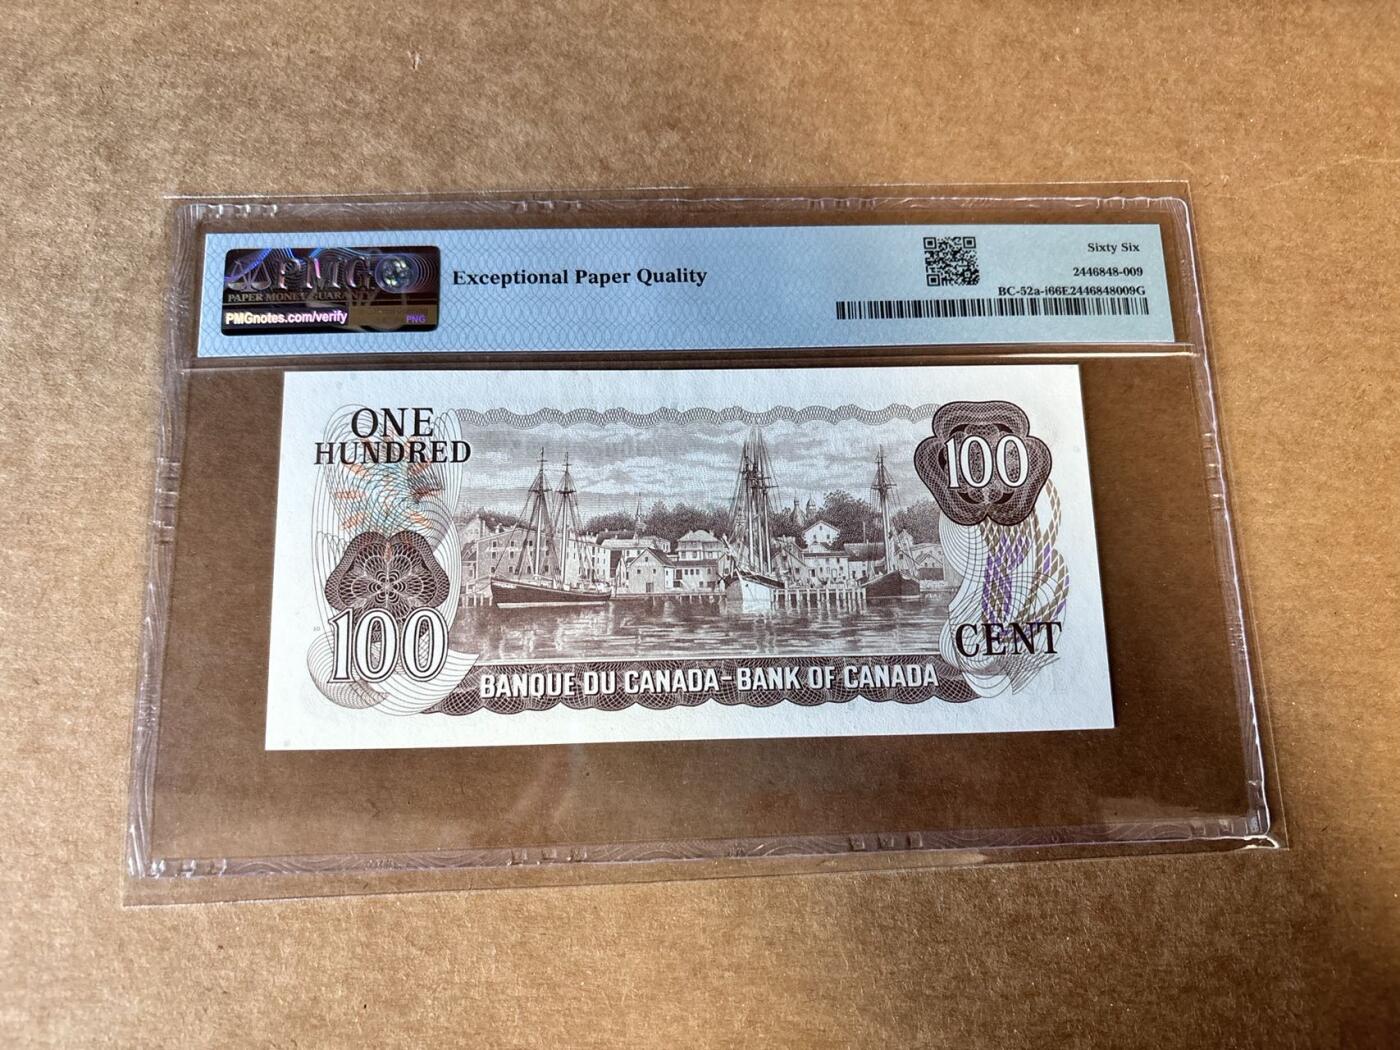 PMG
PAPER MONEY GUARANTY
PMGnotes.com/verify
PNG
Exceptional Paper Quality
Sixty Six
2446848-009
BC-52a-i66E2446848009G
ONE
HUNDRED
100
100
CENT
BANQUE DU CANADA-BANK OF CANADA